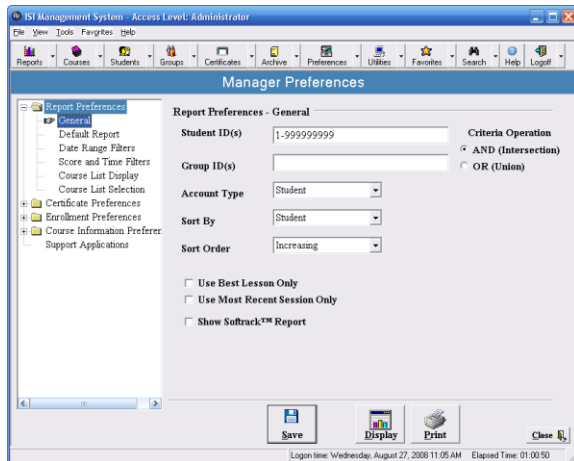 ISI Management System - Access Level: Administrator
File View Tools Favorites Help
Reports Courses Students Groups Certificates Archive Preferences Utilities Favorites Search Help Logoff
Manager Preferences
Report Preferences
General
Default Report
Date Range Filters
Score and Time Filters
Course List Display
Course List Selection
Certificate Preferences
Enrollment Preferences
Course Information Preferer
Support Applications
Report Preferences - General
Student ID(s) 1-999999999 Criteria Operation
AND (Intersection)
Group ID(s) OR (Union)
Account Type Student
Sort By Student
Sort Order Increasing
Use Best Lesson Only
Use Most Recent Session Only
Show Softrack™ Report
Save Display Print Close
Logon time: Wednesday, August 27, 2008 11:05 AM Elapsed Time: 01:00:50